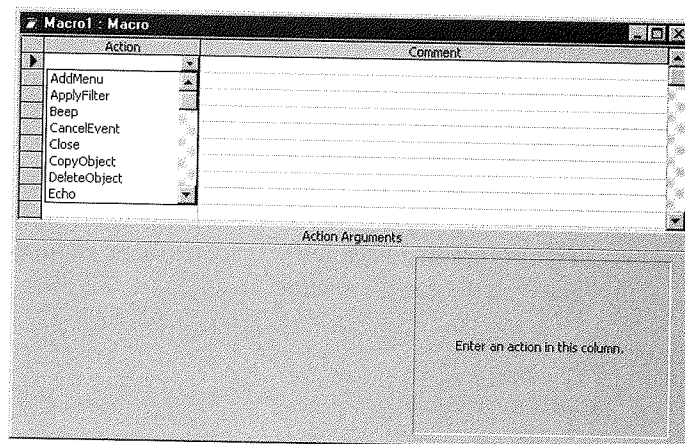 Macro1 : Macro
Action Comment
AddMenu
ApplyFilter
Beep
CancelEvent
Close
CopyObject
DeleteObject
Echo
Action Arguments
Enter an action in this column.